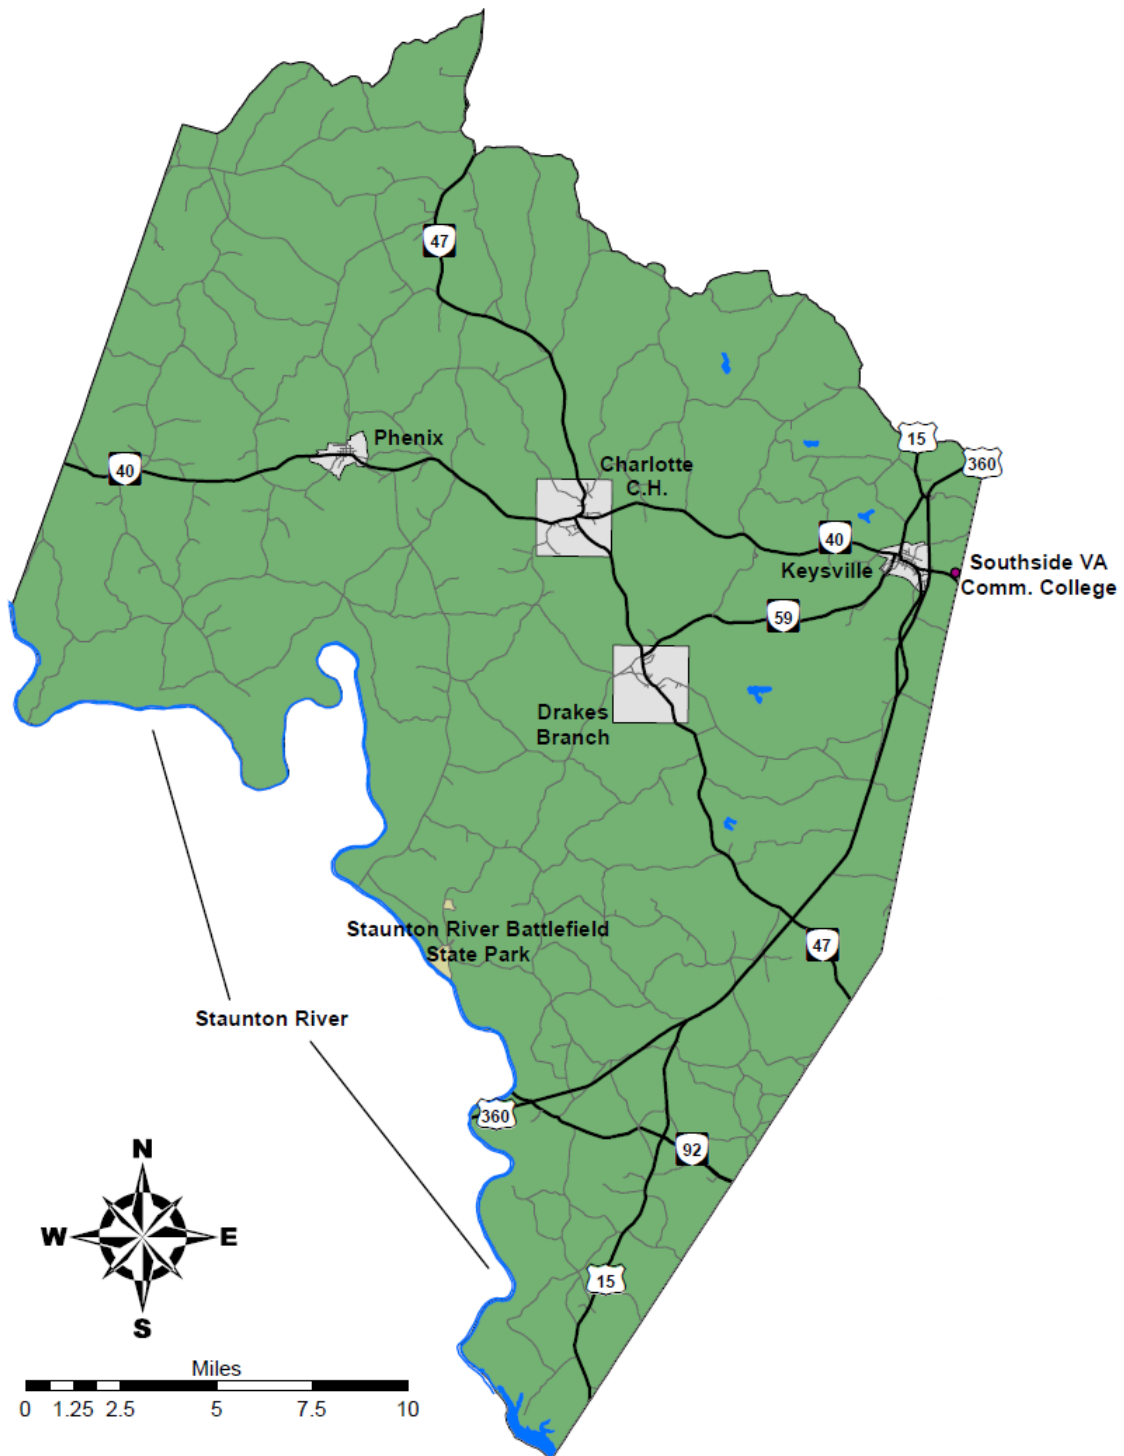 47
Phenix
15
360
Charlotte
C.H.
40
40
Keysville
Southside VA
Comm. College
59
Drakes
Branch
Staunton River Battlefield
State Park
47
Staunton River
360
92
N
W
E
S
15
Miles
0 1.25 2.5 5 7.5 10